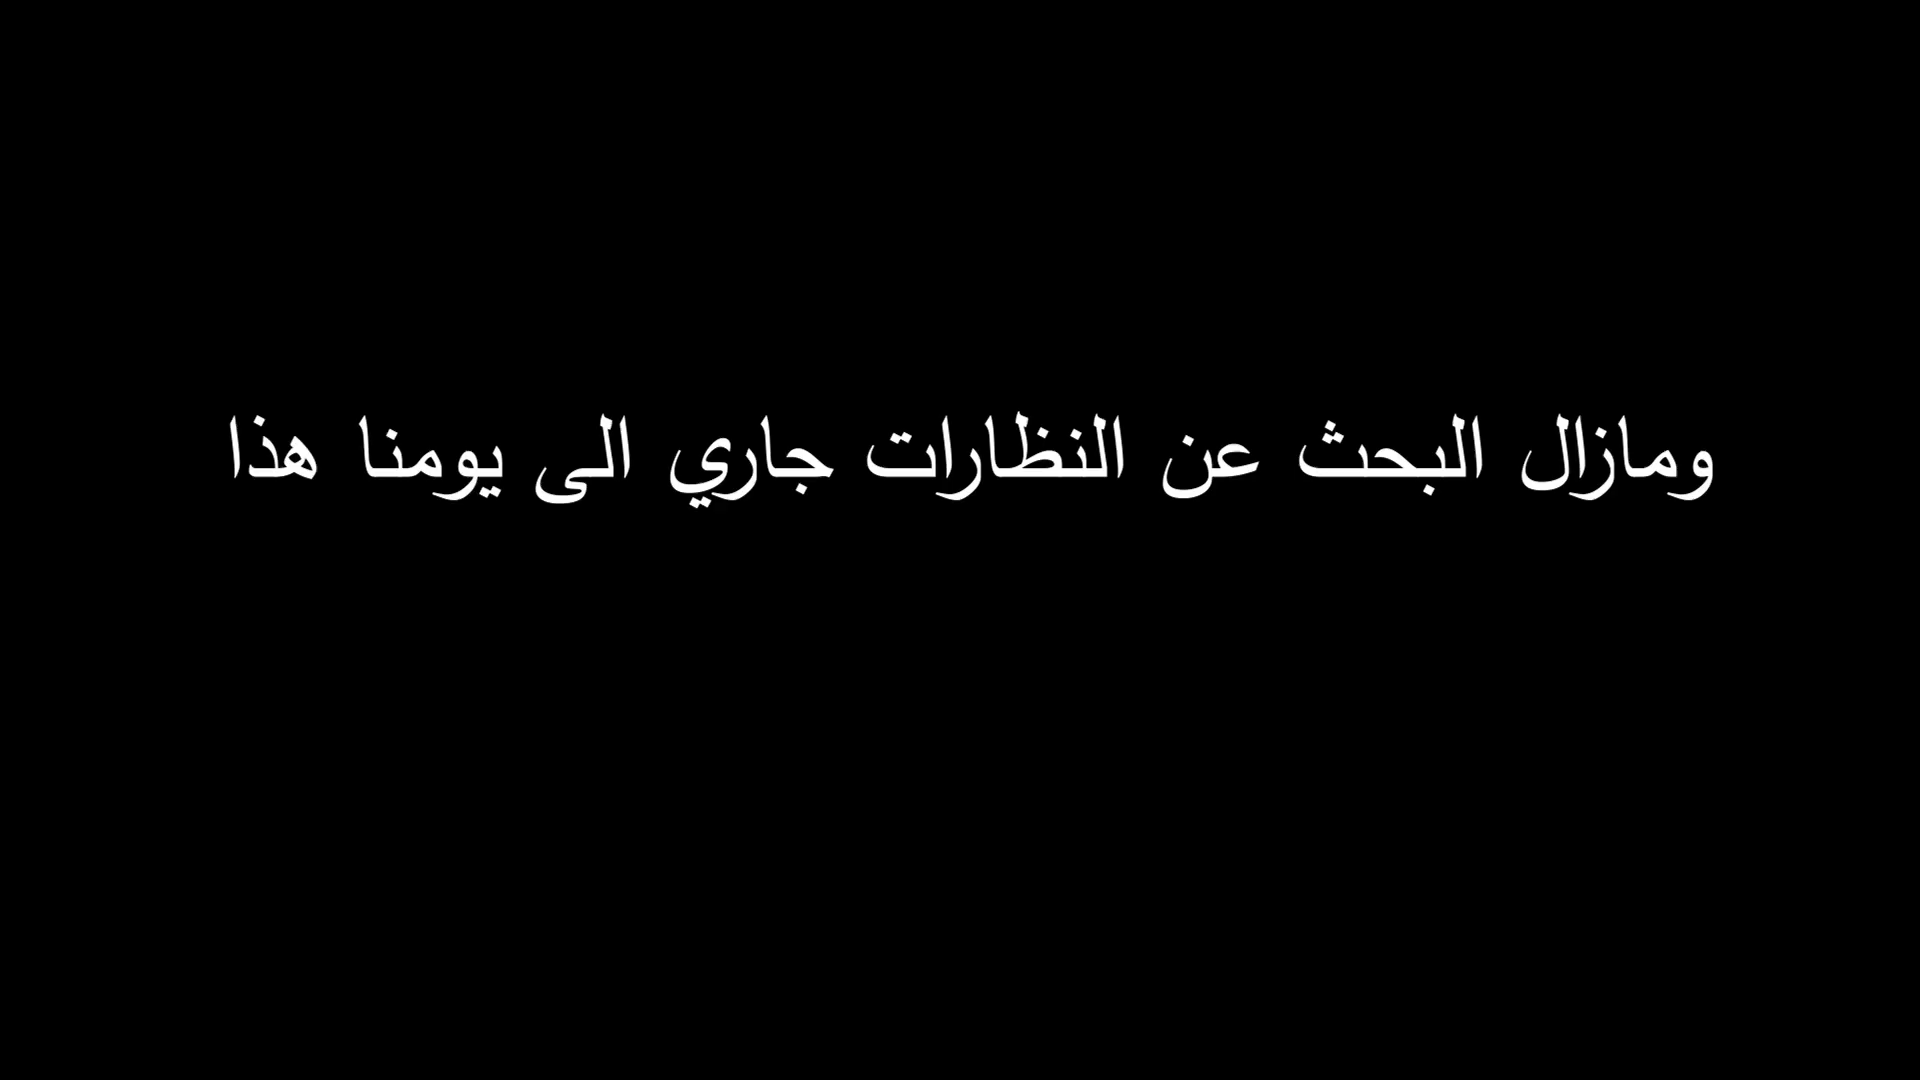 ومازال البحث عن النظارات جاري الى يومنا هذا